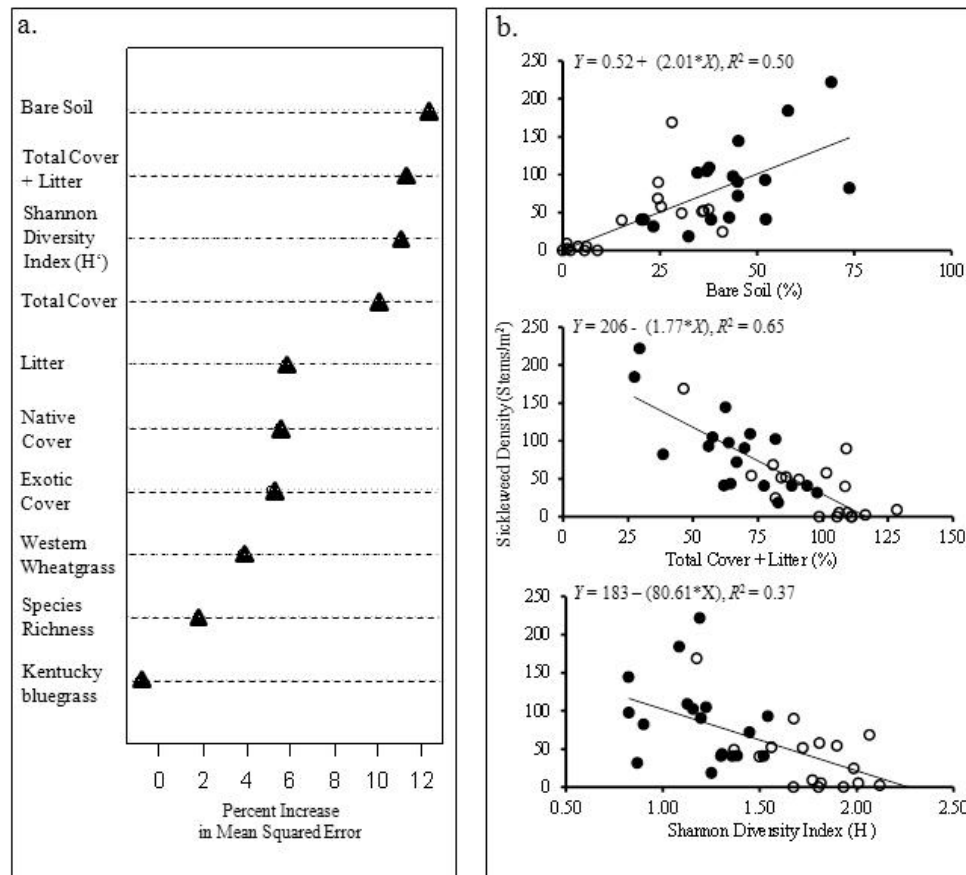 a.
Bare Soil
Total Cover
+ Litter
Shannon
Diversity
Index (H‘)
Total Cover
Litter
Native
Cover
Exotic
Cover
Western
Wheatgrass
Species
Richness
Kentucky
bluegrass
0 2 4 6 8 10 12
Percent Increase
in Mean Squared Error
b.
Y = 0.52 + (2.01*X), R² = 0.50
250
200
150
100
50
0
0 25 50 75 100
Bare Soil (%)
Sickleweed Density (Stems/m²)
Y = 206 - (1.77*X), R² = 0.65
250
200
150
100
50
0
0 25 50 75 100 125 150
Total Cover + Litter (%)
Y = 183 – (80.61*X), R² = 0.37
250
200
150
100
50
0
0.50 1.00 1.50 2.00 2.50
Shannon Diversity Index (H )